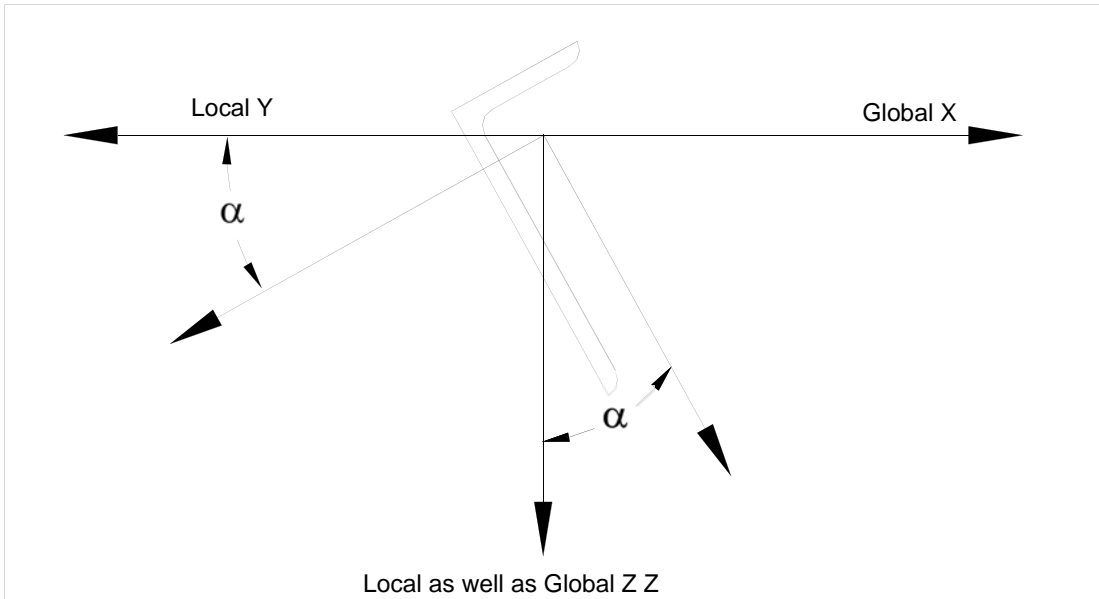 Local Y
Global X
α
α
Local as well as Global Z Z